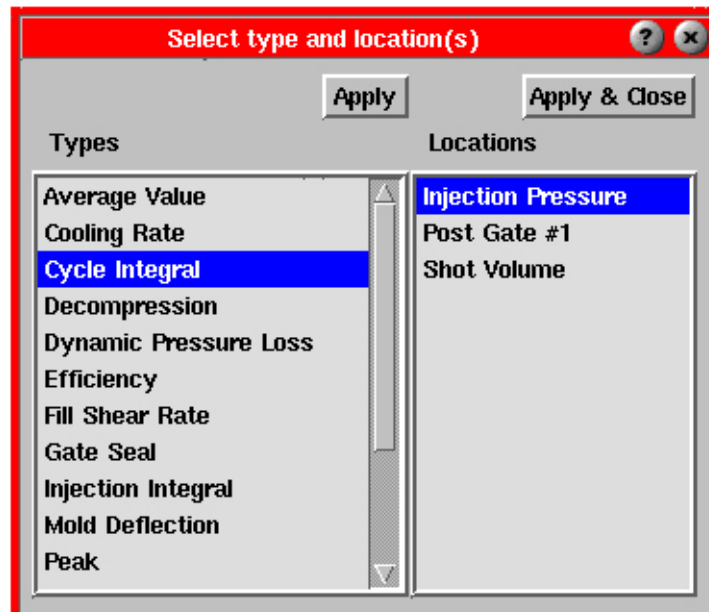 Select type and location(s) ? ×
Apply Apply & Close
Types Locations
Average Value
Cooling Rate
Cycle Integral
Decompression
Dynamic Pressure Loss
Efficiency
Fill Shear Rate
Gate Seal
Injection Integral
Mold Deflection
Peak
Injection Pressure
Post Gate #1
Shot Volume